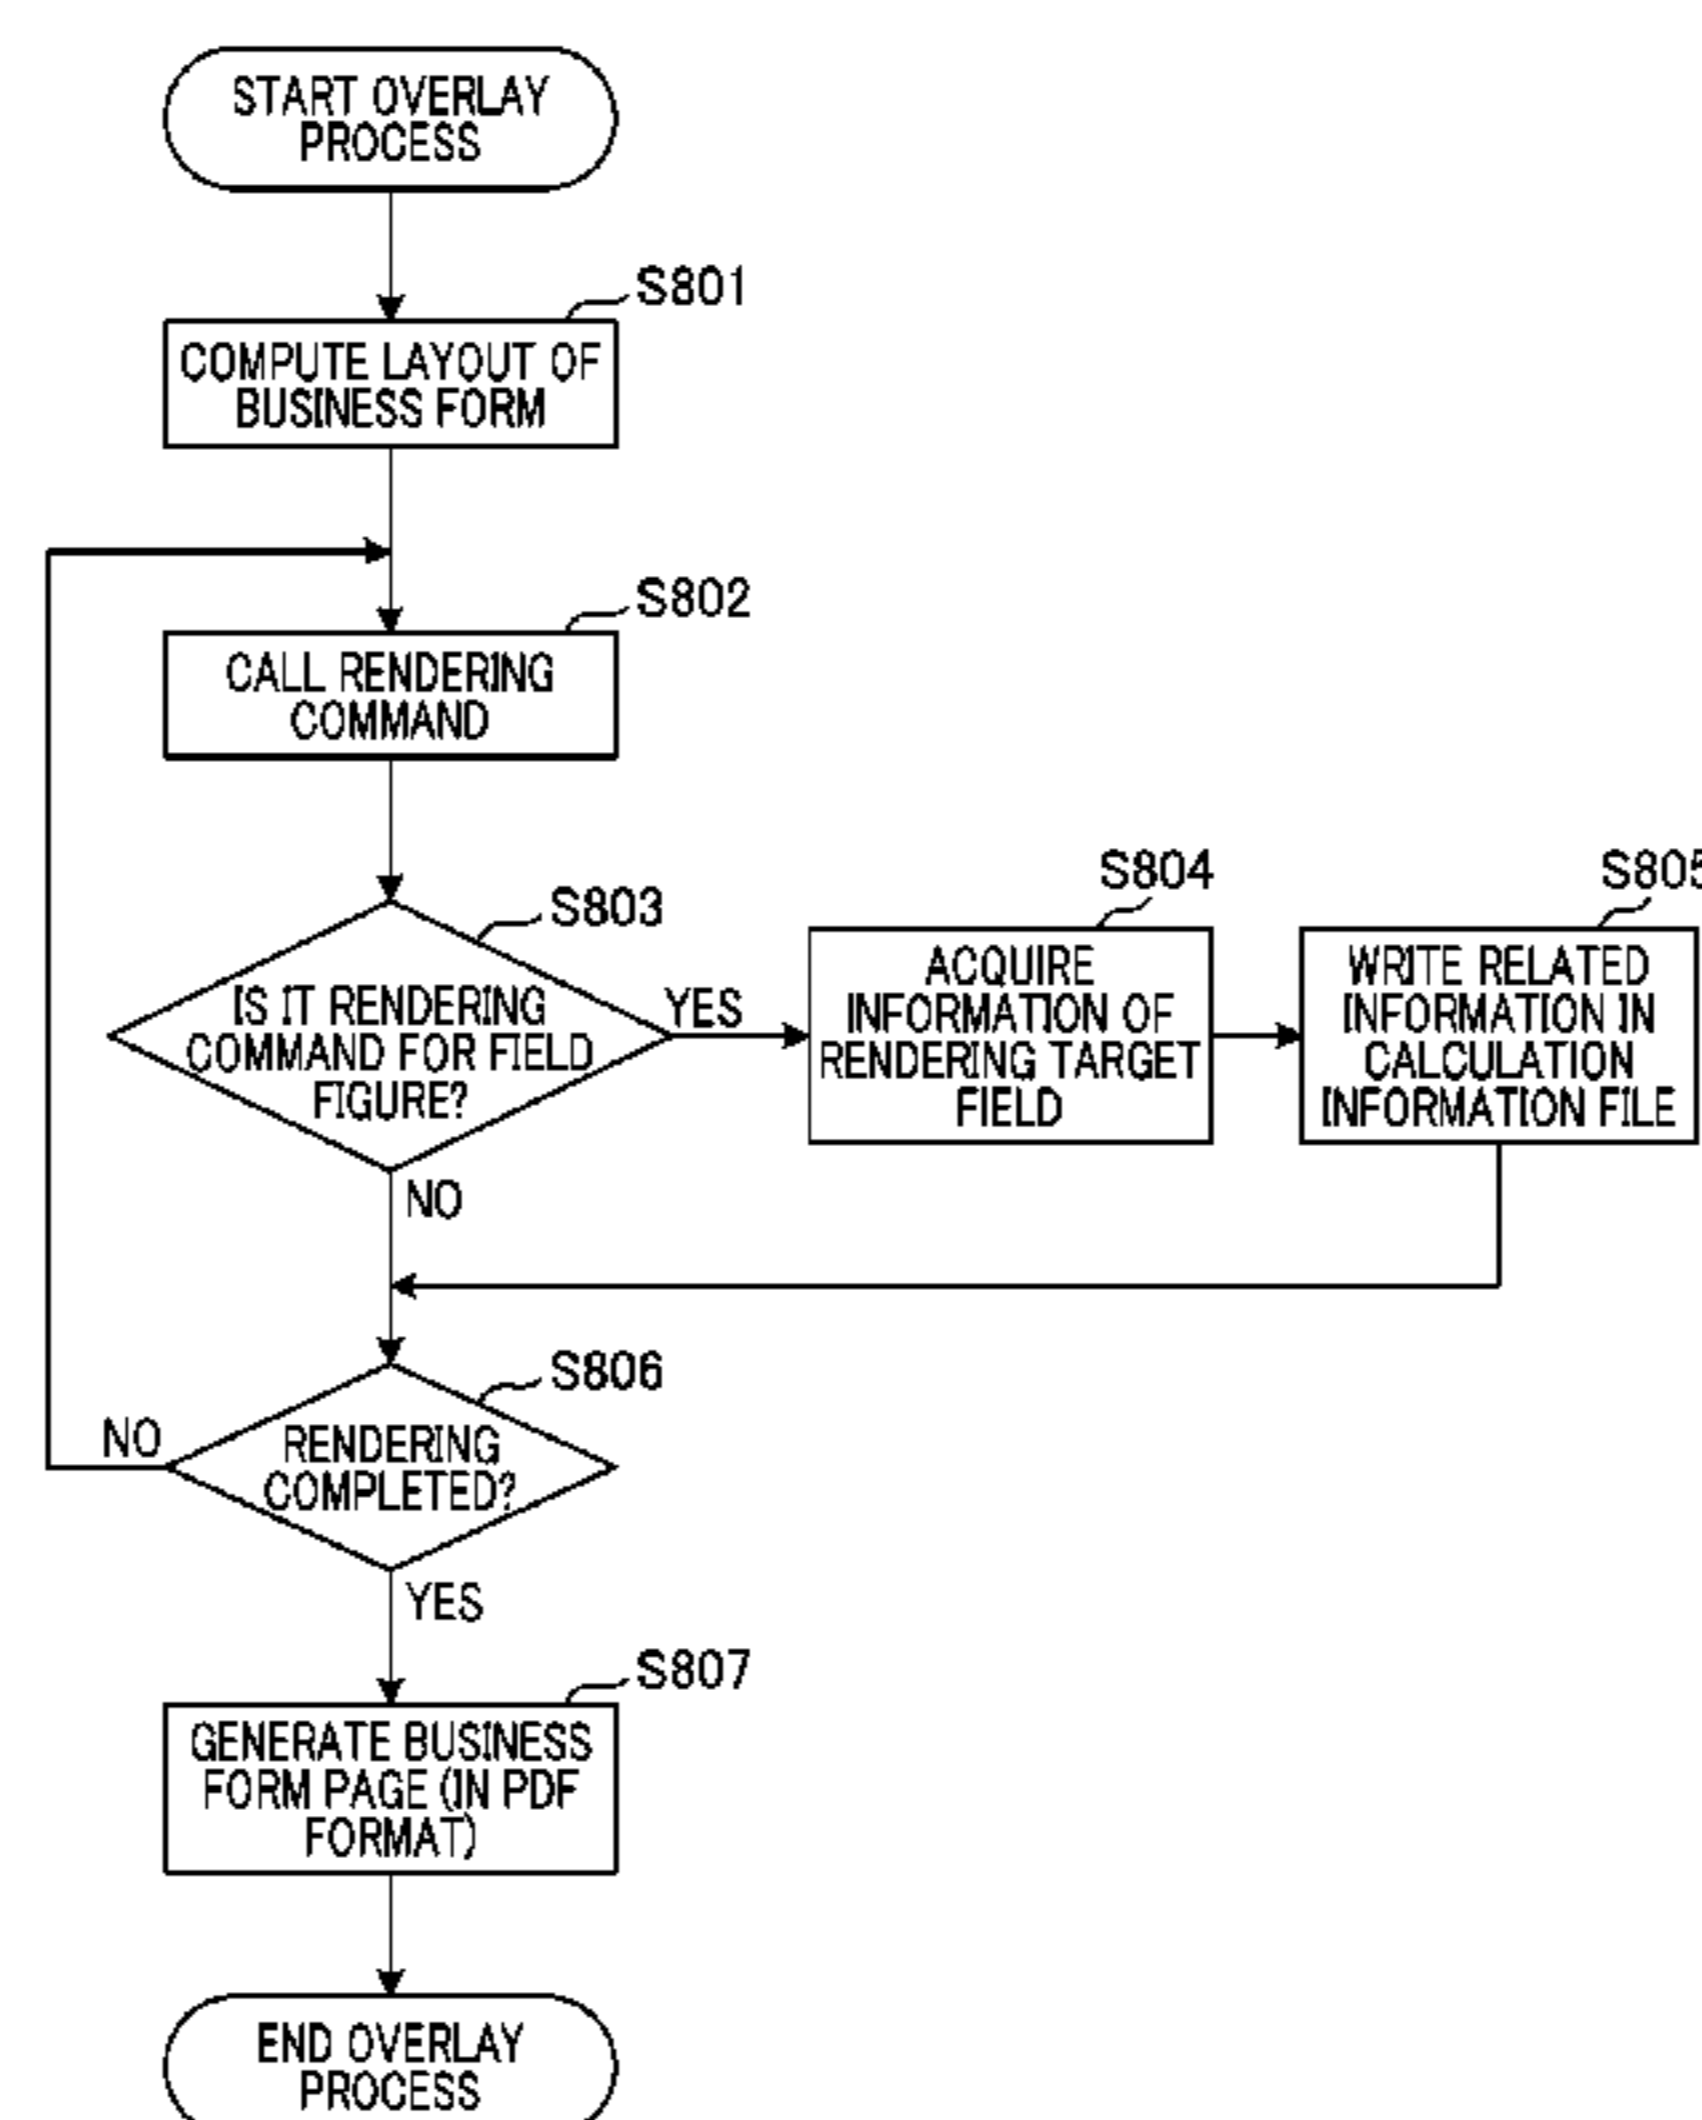 START OVERLAY
PROCESS
S801
COMPUTE LAYOUT OF
BUSINESS FORM
S802
CALL RENDERING
COMMAND
S803
IS IT RENDERING
COMMAND FOR FIELD
FIGURE?
YES
NO
S804
ACQUIRE
INFORMATION OF
RENDERING TARGET
FIELD
S805
WRITE RELATED
INFORMATION IN
CALCULATION
INFORMATION FILE
S806
RENDERING
COMPLETED?
NO
YES
S807
GENERATE BUSINESS
FORM PAGE (IN PDF
FORMAT)
END OVERLAY
PROCESS